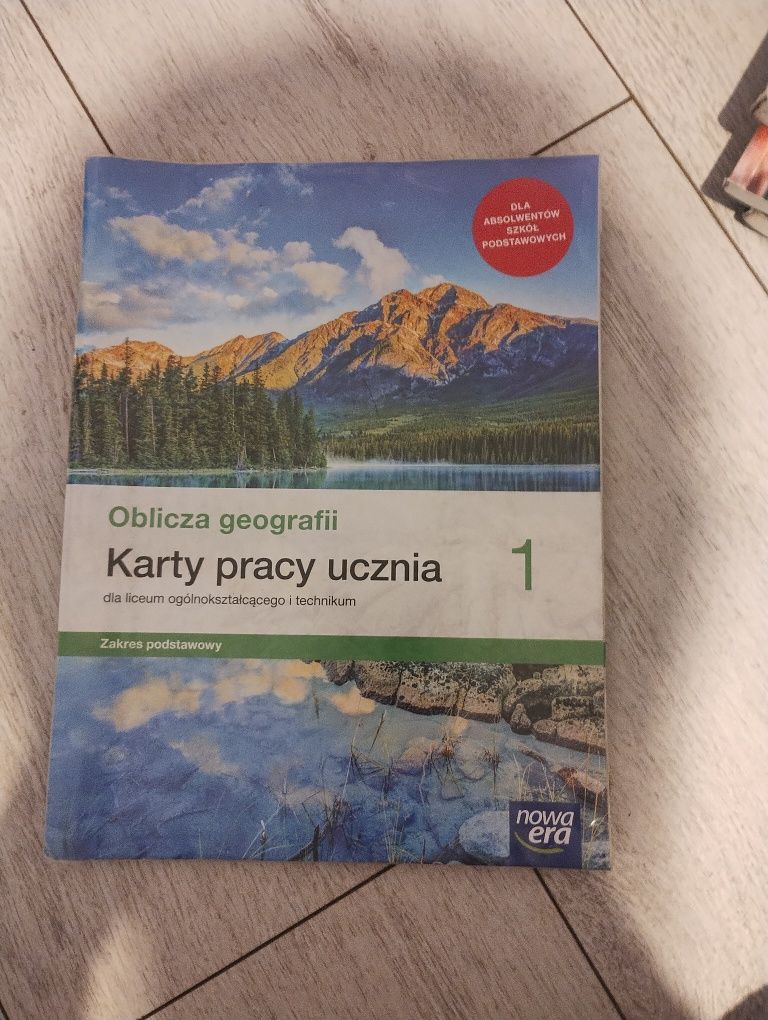 DLA
ABSOLWENTÓW
SZKÓŁ
PODSTAWOWYCH
Oblicza geografii
Karty pracy ucznia 1
dla liceum ogólnokształcącego i technikum
Zakres podstawowy
nowa
era